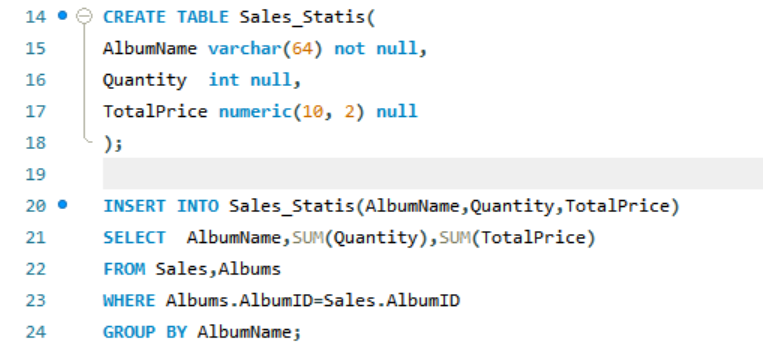 14 CREATE TABLE Sales_Statis(
15 AlbumName varchar(64) not null,
16 Quantity  int null,
17 TotalPrice numeric(10, 2) null
18 );
19
20 INSERT INTO Sales_Statis(AlbumName,Quantity,TotalPrice)
21 SELECT  AlbumName,SUM(Quantity),SUM(TotalPrice)
22 FROM Sales,Albums
23 WHERE Albums.AlbumID=Sales.AlbumID
24 GROUP BY AlbumName;